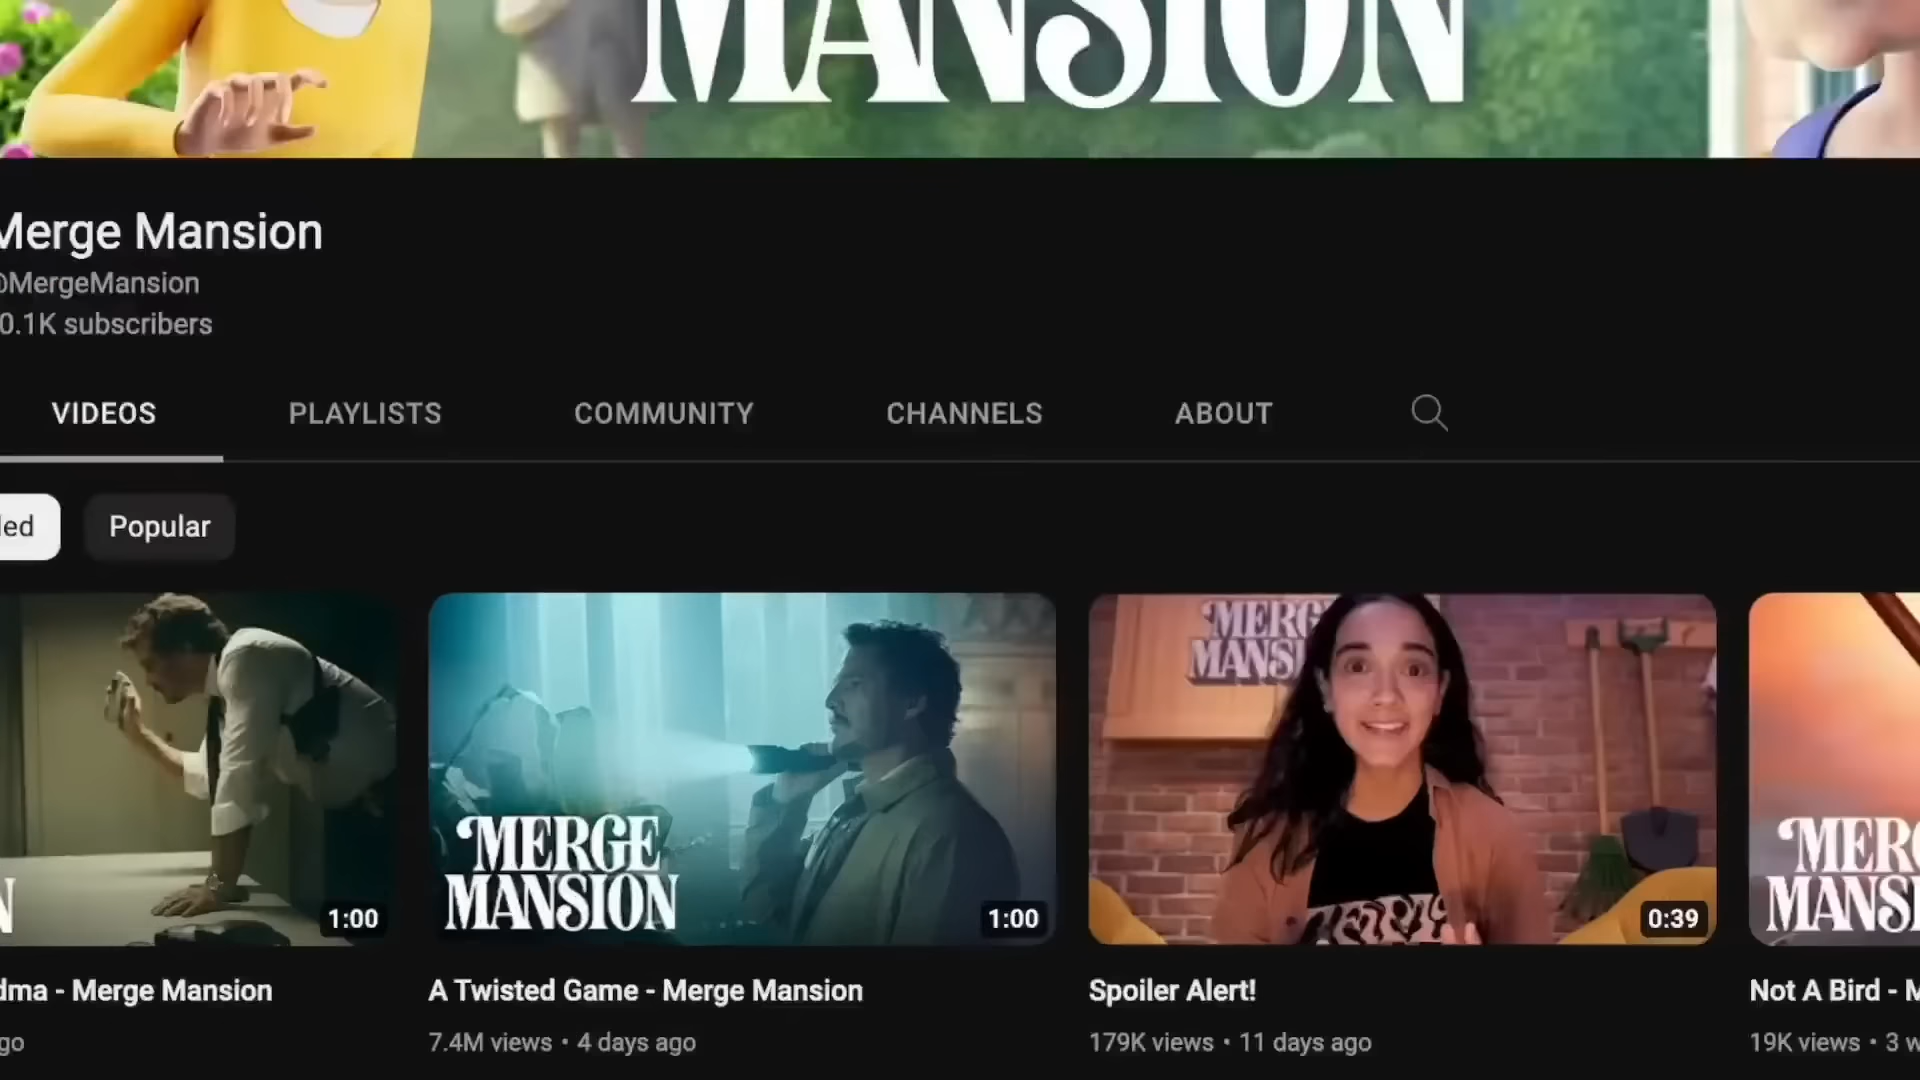 MANSION
Merge Mansion
@MergeMansion
0.1K subscribers
VIDEOS PLAYLISTS COMMUNITY CHANNELS ABOUT
Popular
MERGE
MANSION
1:00
1:00
0:39
dma - Merge Mansion
A Twisted Game - Merge Mansion
Spoiler Alert!
Not A Bird - M
go
7.4M views • 4 days ago
179K views • 11 days ago
19K views • 3 w